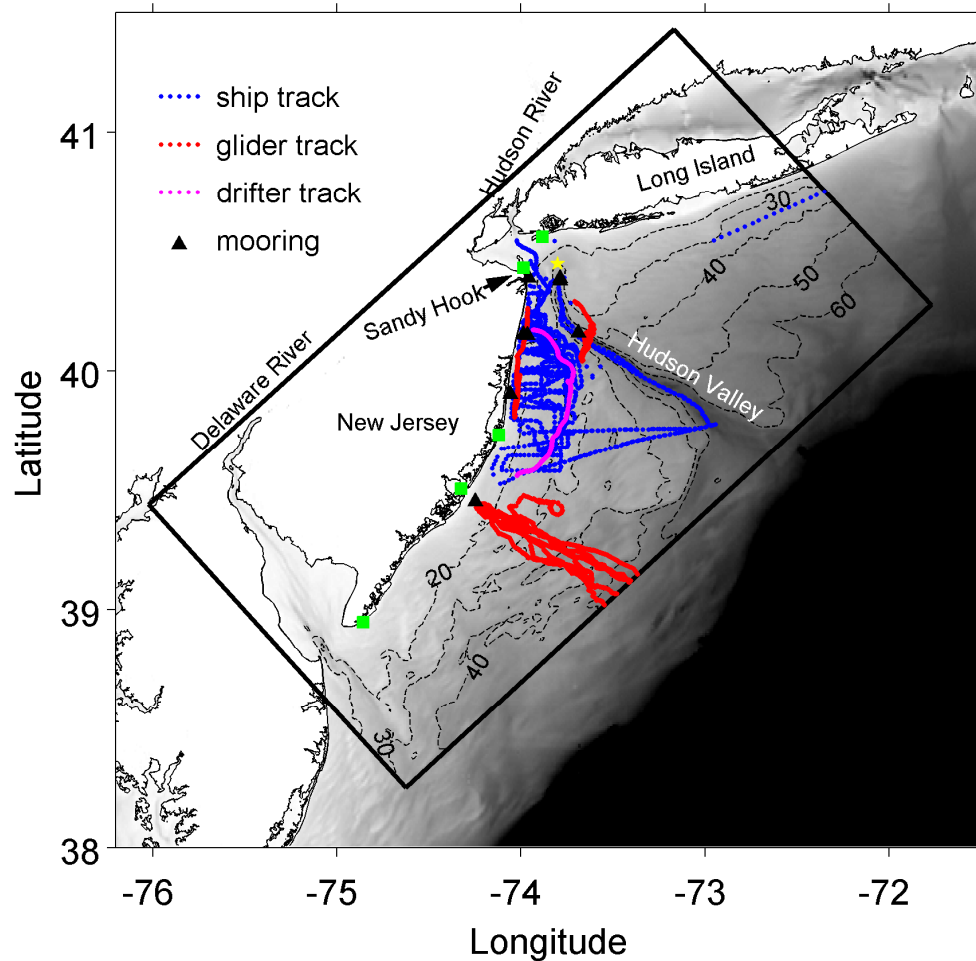 ship track
glider track
drifter track
mooring
Hudson River
Long Island
Sandy Hook
Delaware River
New Jersey
Hudson Valley
30
40
50
60
20
40
30
Latitude
41
40
39
38
-76
-75
-74
-73
-72
Longitude